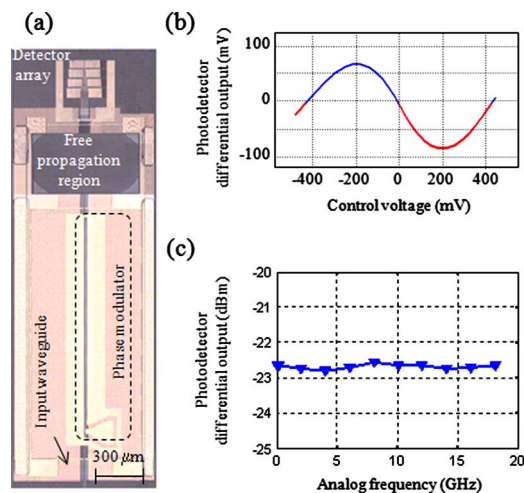 (a)
Detector
array
Free
propagation
region
Input waveguide
Phase modulator
300 μm
(b)
Photodetector
differential output (mV)
100
0
-100
-400 -200 0 200 400
Control voltage (mV)
(c)
Photodetector
differential output (dBm)
-20
-21
-22
-23
-24
-25
0 5 10 15 20
Analog frequency (GHz)